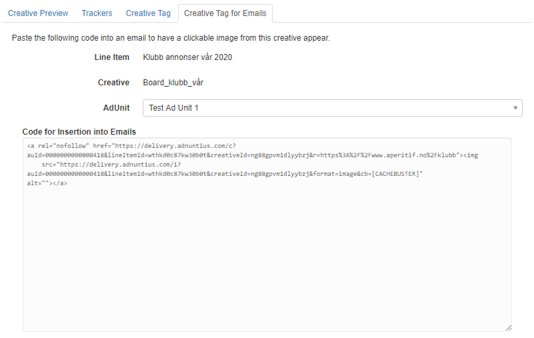 Creative Preview Trackers Creative Tag Creative Tag for Emails
Paste the following code into an email to have a clickable image from this creative appear.
Line Item Klubb annonser vår 2020
Creative Board_klubb_vår
AdUnit Test Ad Unit 1
Code for Insertion into Emails
<a rel="nofollow" href="https://delivery.adnuntius.com/c?
auId=0000000000000418&lineItemId=wthkd0c87kw30b0t&creativeId=ng88gpvm1dlyybzj&r=https%3A%2F%2Fwww.aperitif.no%2Fklubb"><img
src="https://delivery.adnuntius.com/i?
auId=0000000000000418&lineItemId=wthkd0c87kw30b0t&creativeId=ng88gpvm1dlyybzj&format=image&cb=[CACHEBUSTER]"
alt=""></a>